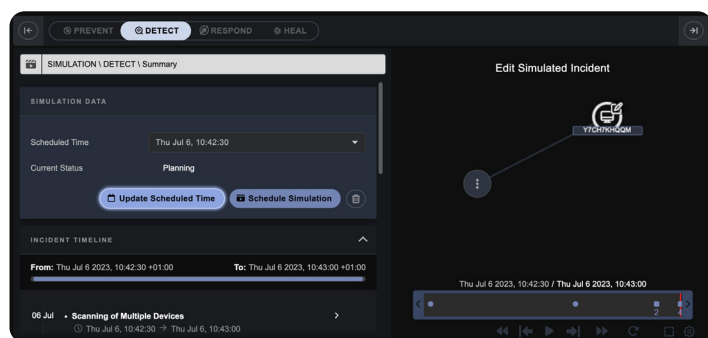 PREVENT DETECT RESPOND HEAL
SIMULATION \ DETECT \ Summary
SIMULATION DATA
Scheduled Time Thu Jul 6, 10:42:30
Current Status Planning
Update Scheduled Time Schedule Simulation
INCIDENT TIMELINE
From: Thu Jul 6 2023, 10:42:30 +01:00 To: Thu Jul 6 2023, 10:43:00 +01:00
06 Jul • Scanning of Multiple Devices
Thu Jul 6, 10:42:30 → Thu Jul 6, 10:43:00
Edit Simulated Incident
Y7CH7KHQQM
Thu Jul 6 2023, 10:42:30 / Thu Jul 6 2023, 10:43:00
2 4